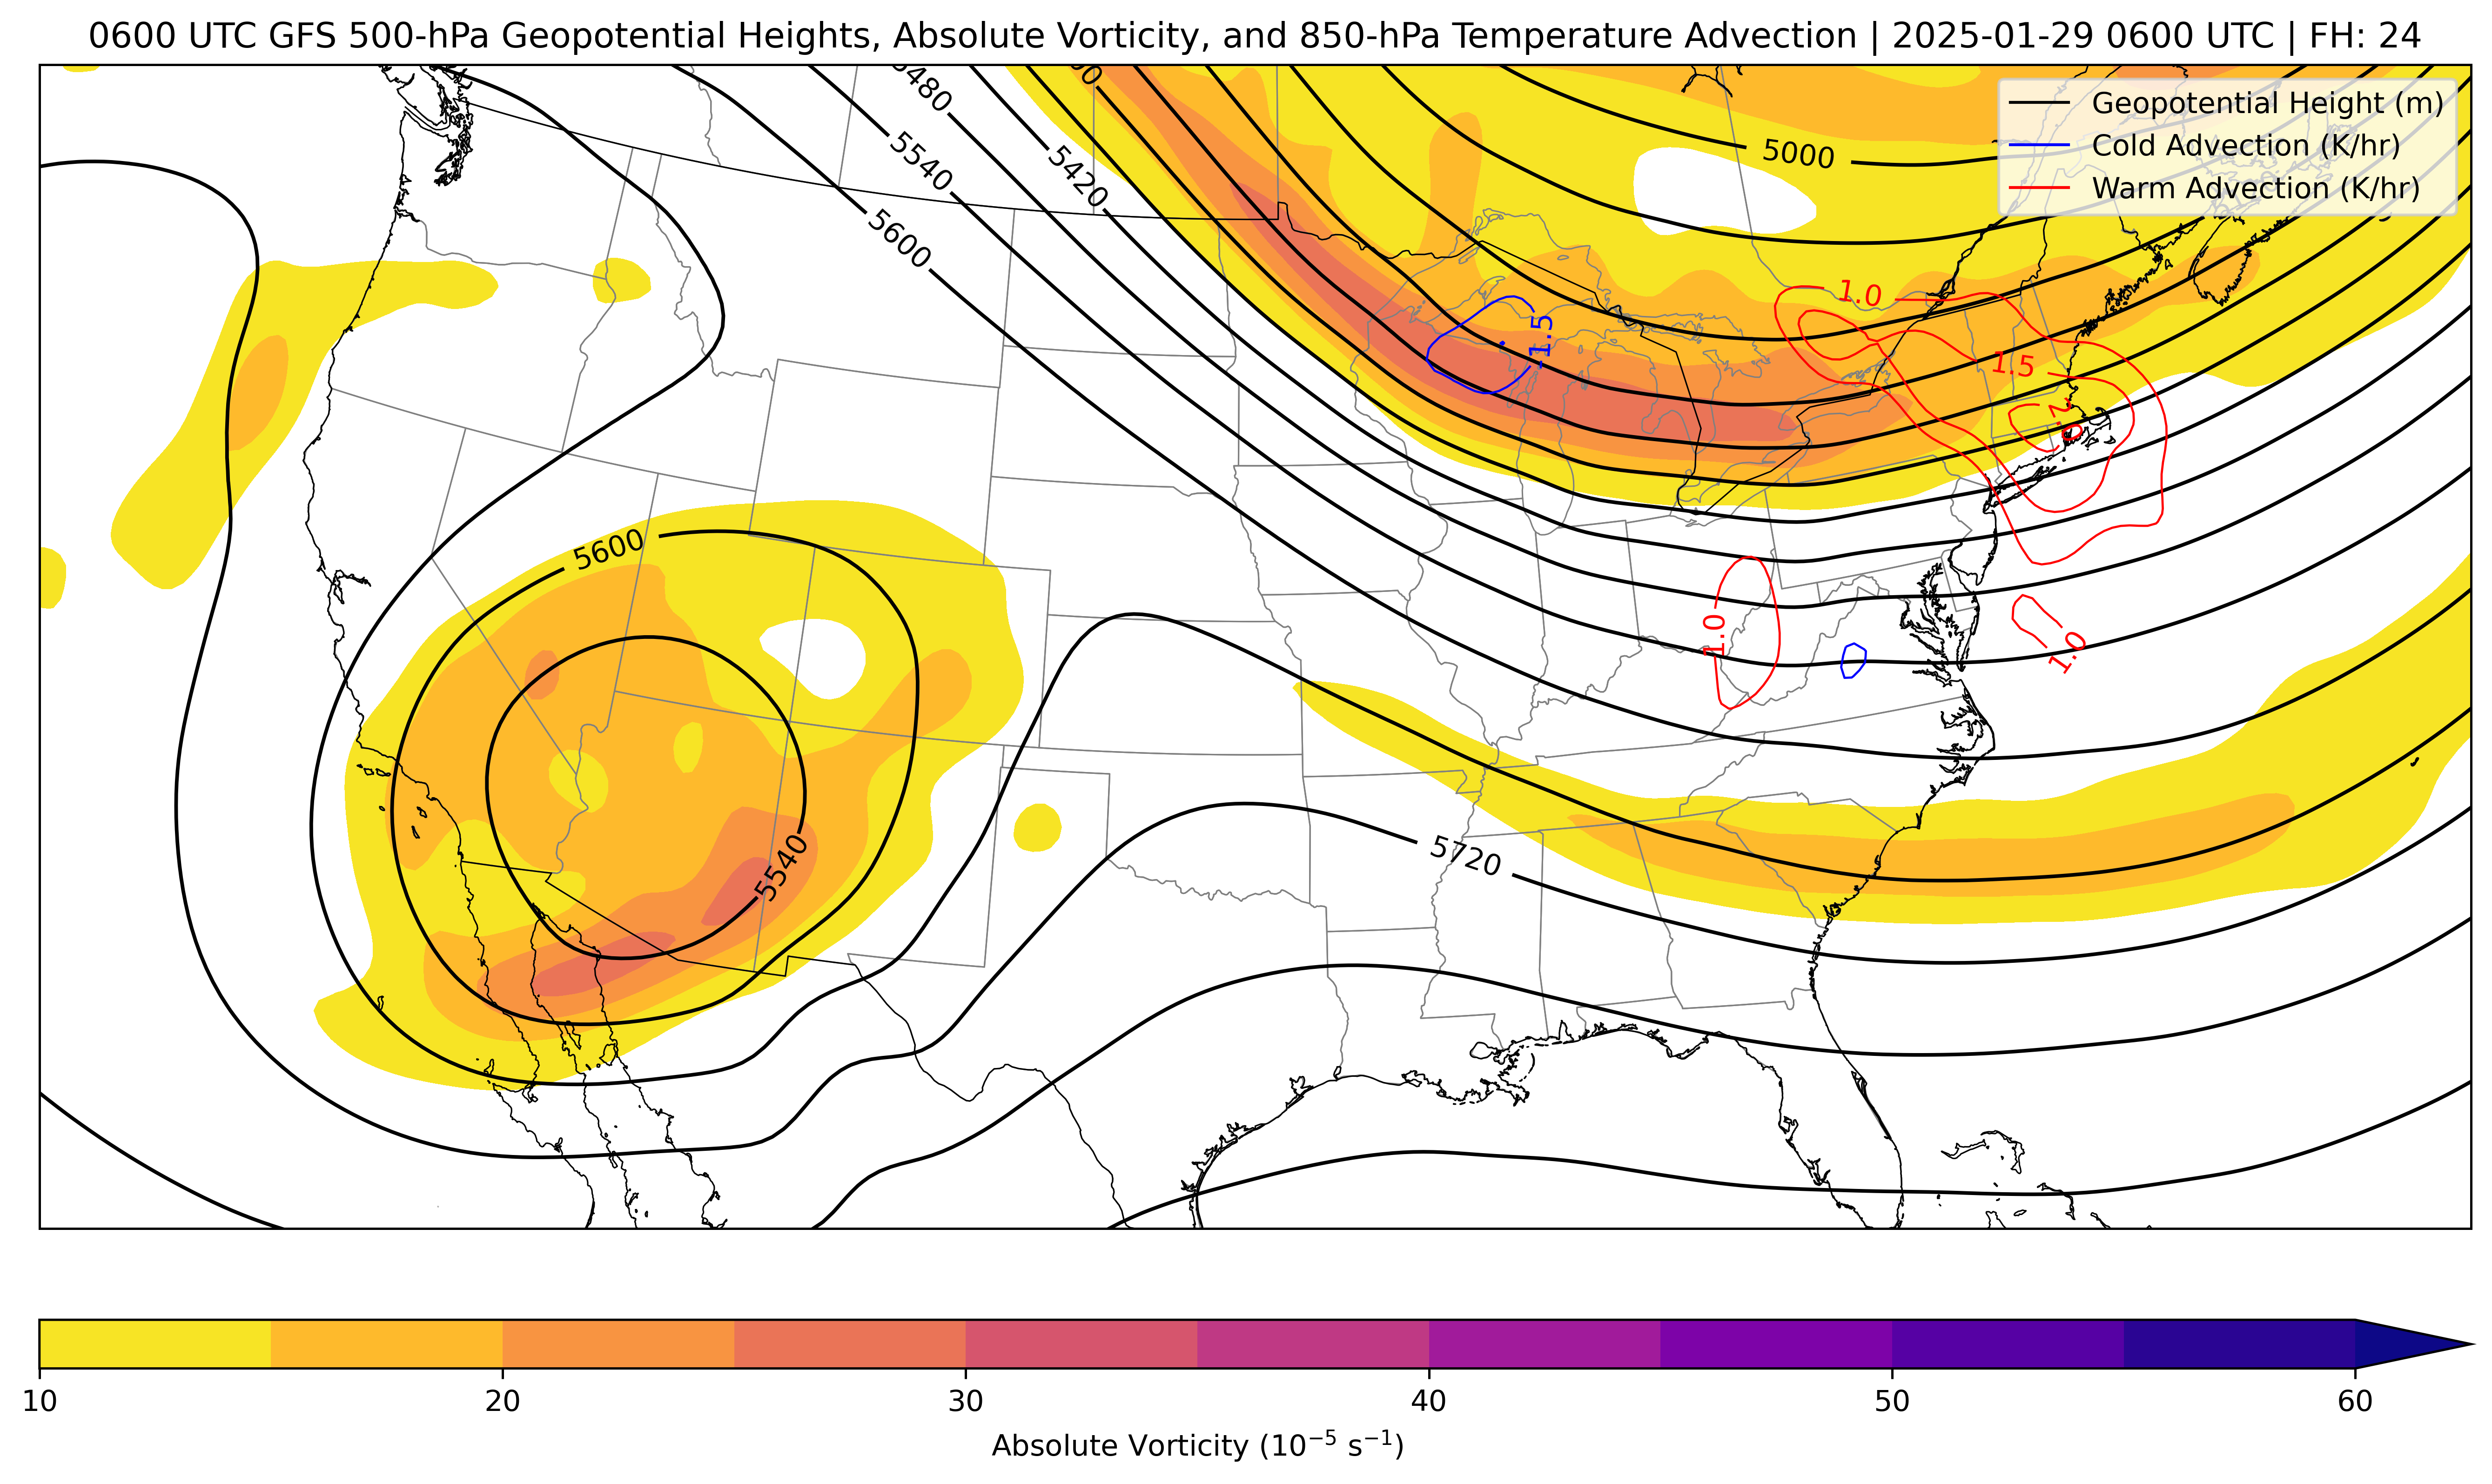 0600 UTC GFS 500-hPa Geopotential Heights, Absolute Vorticity, and 850-hPa Temperature Advection | 2025-01-29 0600 UTC | FH: 24
Geopotential Height (m)
Cold Advection (K/hr)
Warm Advection (K/hr)
5480
5540
5420
5600
5000
1.0
1.5
-1.5
2.0
5600
1.0
1.0
5540
5720
10 20 30 40 50 60
Absolute Vorticity (10⁻⁵ s⁻¹)